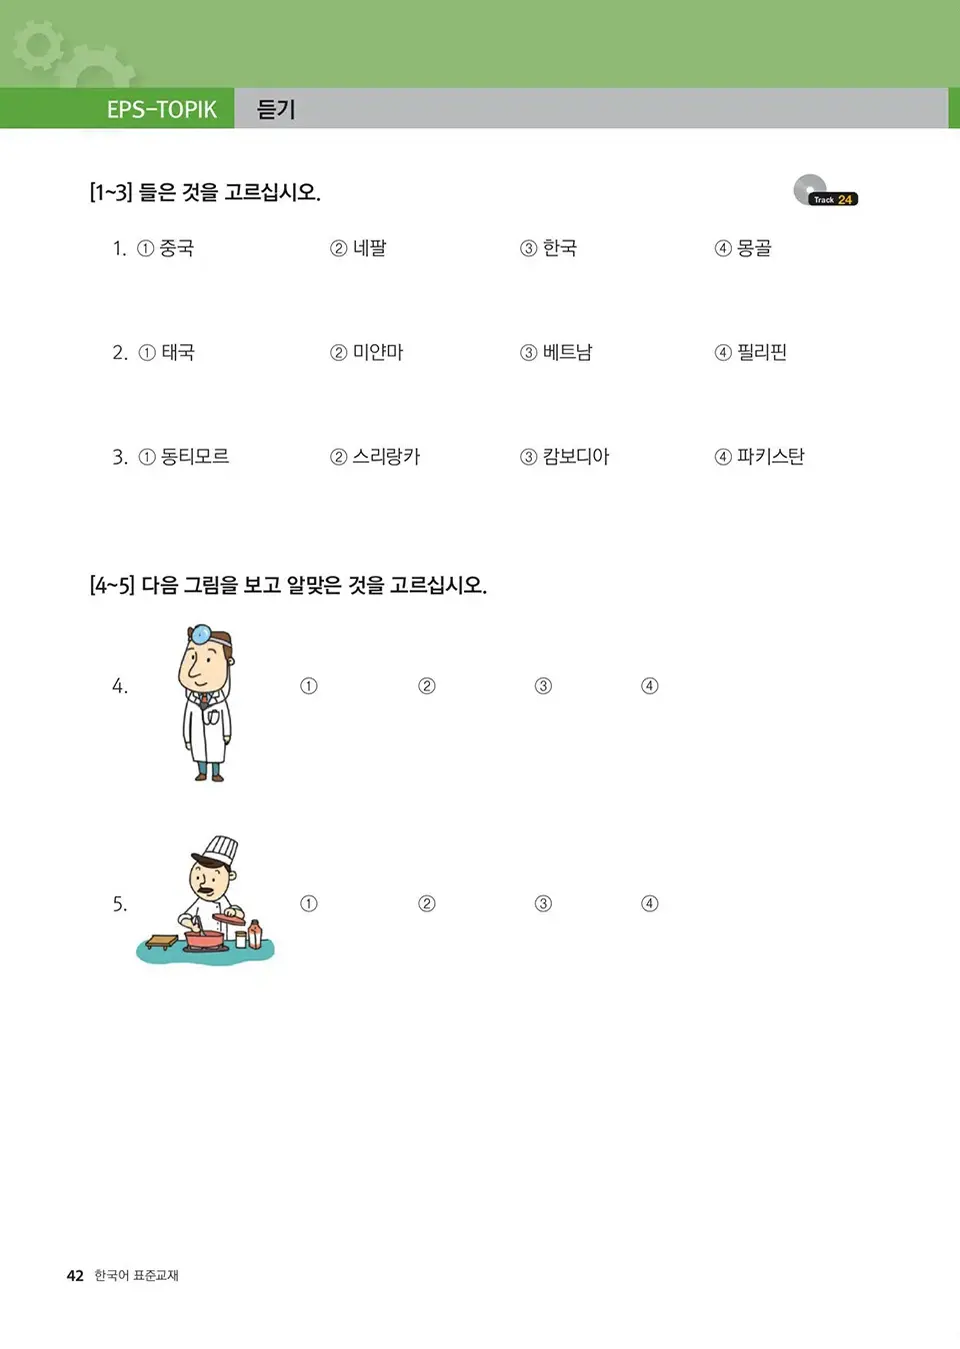 EPS-TOPIK 듣기
[1~3] 들은 것을 고르십시오.
Track 24
1. ① 중국 ② 네팔 ③ 한국 ④ 몽골
2. ① 태국 ② 미얀마 ③ 베트남 ④ 필리핀
3. ① 동티모르 ② 스리랑카 ③ 캄보디아 ④ 파키스탄
[4~5] 다음 그림을 보고 알맞은 것을 고르십시오.
4. ① ② ③ ④
5. ① ② ③ ④
42 한국어 표준교재